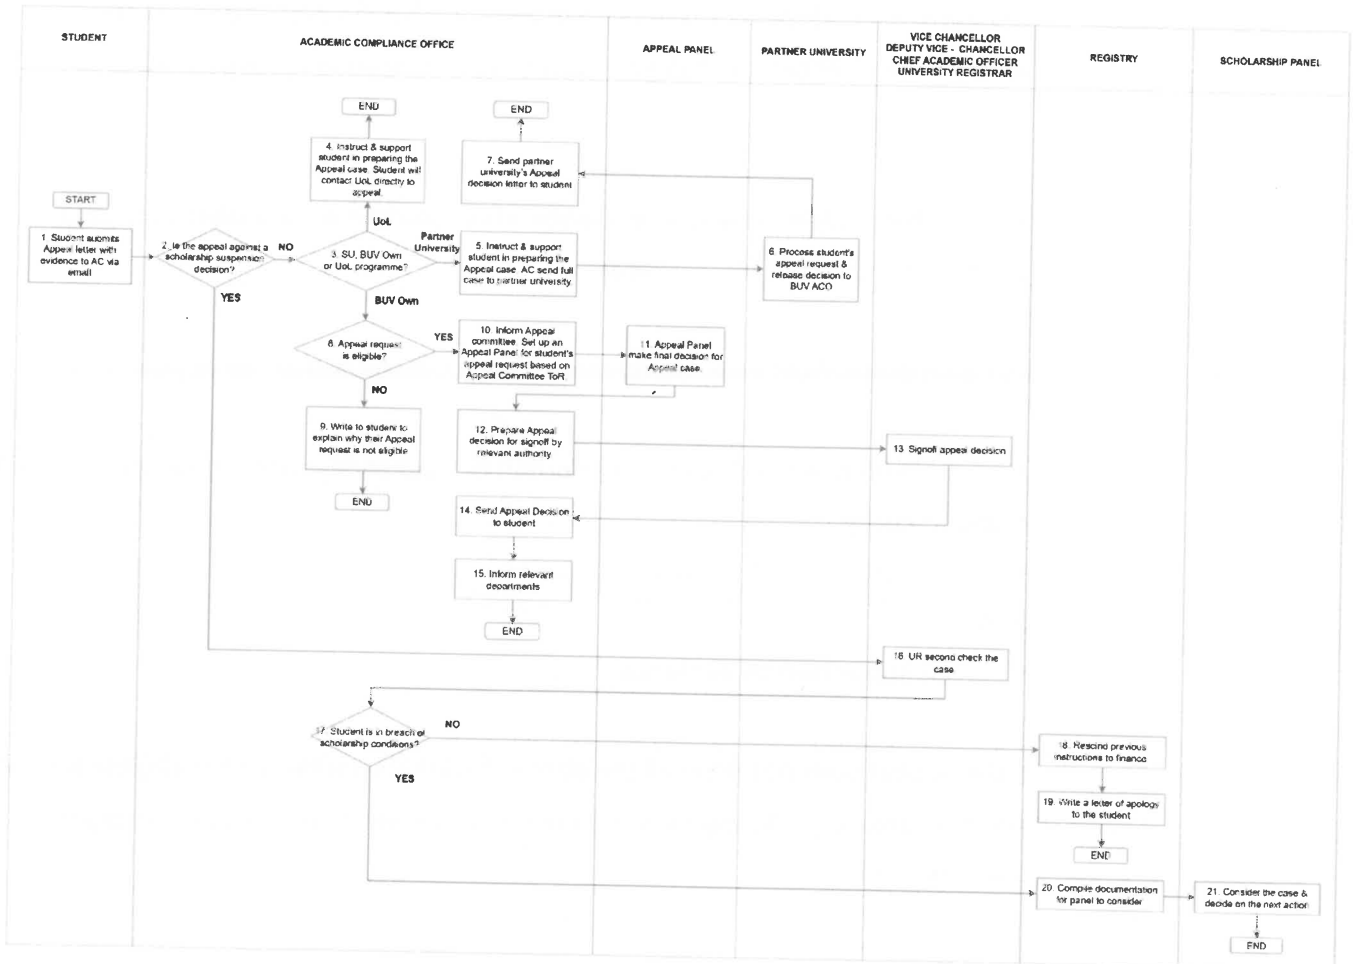 STUDENT
ACADEMIC COMPLIANCE OFFICE
APPEAL PANEL
PARTNER UNIVERSITY
VICE CHANCELLOR
DEPUTY VICE - CHANCELLOR
CHIEF ACADEMIC OFFICER
UNIVERSITY REGISTRAR
REGISTRY
SCHOLARSHIP PANEL
START
1. Student submits
Appeal letter with
evidence to AC via
email
2. Is the appeal against a
scholarship suspension
decision?
NO
YES
END
4. Instruct & support
student in preparing the
Appeal case. Student will
contact UoL directly to
appeal.
UoL
3. SU, BUV Own
or UoL programme?
Partner
University
BUV Own
END
7. Send partner
university's Appeal
decision letter to student
5. Instruct & support
student in preparing the
Appeal case. AC send full
case to partner university.
6. Process student's
appeal request &
release decision to
BUV ACO
8. Appeal request
is eligible?
YES
NO
9. Write to student to
explain why their Appeal
request is not eligible
END
10. Inform Appeal
committee. Set up an
Appeal Panel for student's
appeal request based on
Appeal Committee ToR.
11. Appeal Panel
make final decision for
Appeal case.
12. Prepare Appeal
decision for signoff by
relevant authority
13. Signoff appeal decision
14. Send Appeal Decision
to student
15. Inform relevant
departments
END
16. UR second check the
case
17. Student is in breach of
scholarship conditions?
NO
YES
18. Rescind previous
instructions to finance
19. Write a letter of apology
to the student
END
20. Compile documentation
for panel to consider
21. Consider the case &
decide on the next action
END